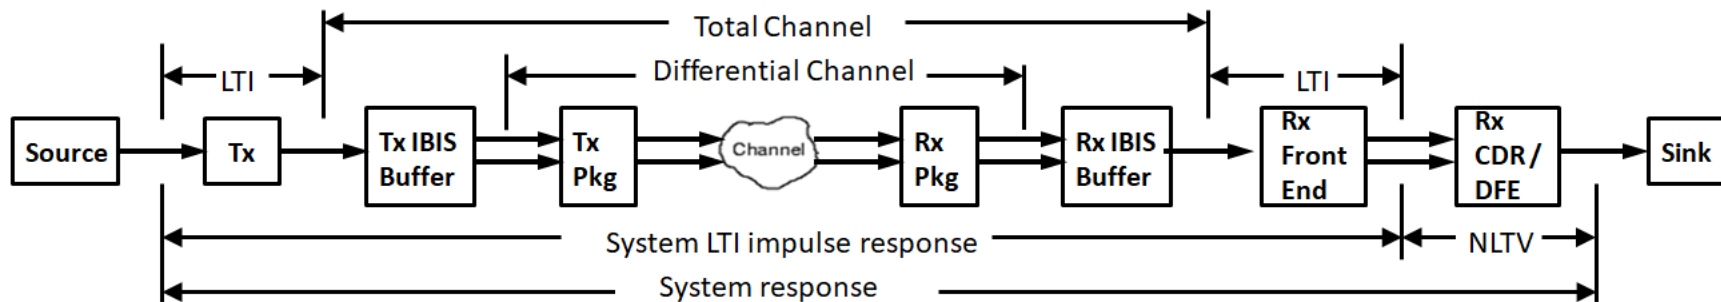 Total Channel
Differential Channel
LTI
LTI
Source
Tx
Tx IBIS
Buffer
Tx
Pkg
Channel
Rx
Pkg
Rx IBIS
Buffer
Rx
Front
End
Rx
CDR /
DFE
Sink
System LTI impulse response
NLTV
System response